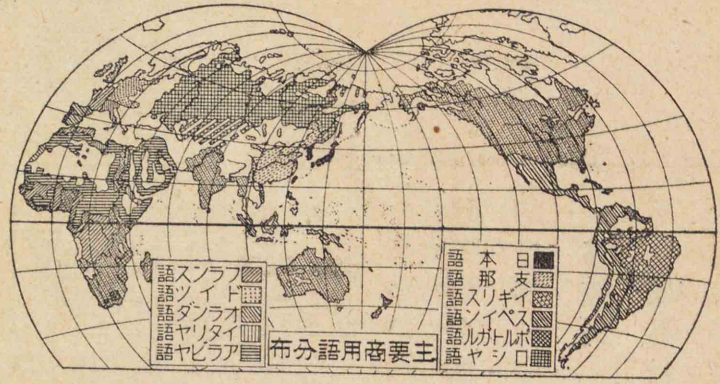 日本語
支那語
イギリス語
スペイン語
ポルトガル語
ロシヤ語
フランス語
ドイツ語
オランダ語
イタリヤ語
アラビヤ語
主要商用語分布